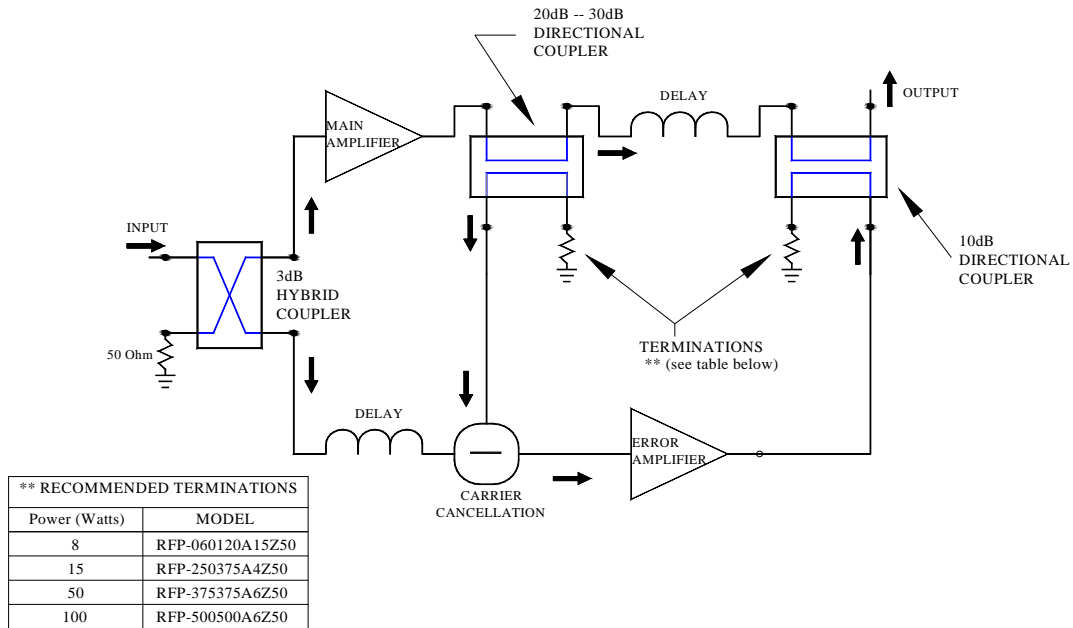 20dB -- 30dB
DIRECTIONAL
COUPLER
DELAY
OUTPUT
MAIN
AMPLIFIER
INPUT
3dB
HYBRID
COUPLER
10dB
DIRECTIONAL
COUPLER
50 Ohm
TERMINATIONS
** (see table below)
DELAY
ERROR
AMPLIFIER
CARRIER
CANCELLATION
** RECOMMENDED TERMINATIONS
Power (Watts) MODEL
8 RFP-060120A15Z50
15 RFP-250375A4Z50
50 RFP-375375A6Z50
100 RFP-500500A6Z50